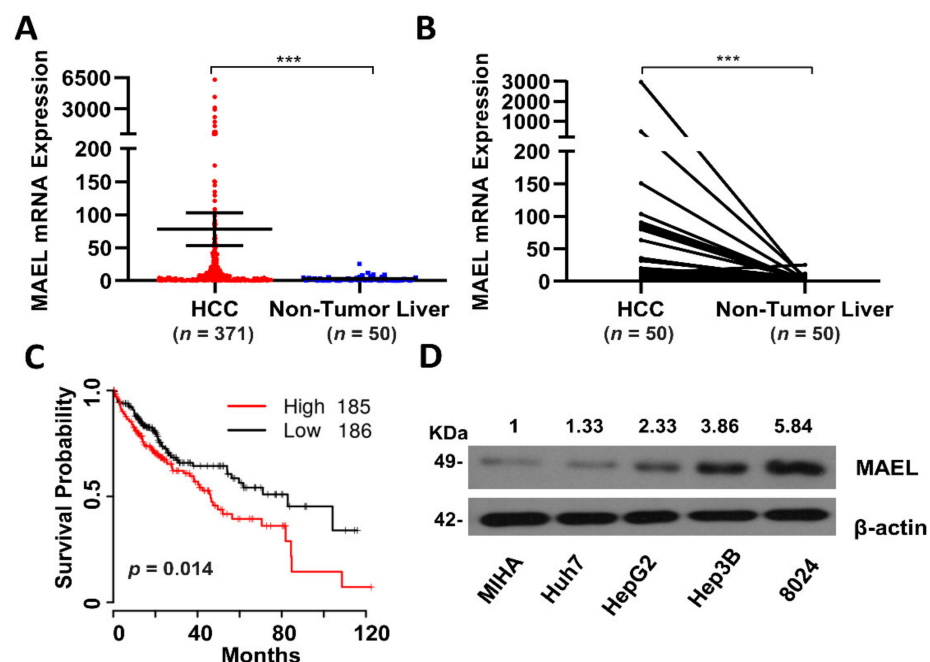 A
MAEL mRNA Expression
6500
3000
200
150
100
50
0
***
HCC
(n = 371)
Non-Tumor Liver
(n = 50)
B
MAEL mRNA Expression
3000
2000
1000
200
150
100
50
0
***
HCC
(n = 50)
Non-Tumor Liver
(n = 50)
C
Survival Probability
1.0
0.5
0
High 185
Low 186
p = 0.014
0 40 80 120
Months
D
KDa
1 1.33 2.33 3.86 5.84
49-
MAEL
42-
β-actin
MIHA Huh7 HepG2 Hep3B 8024